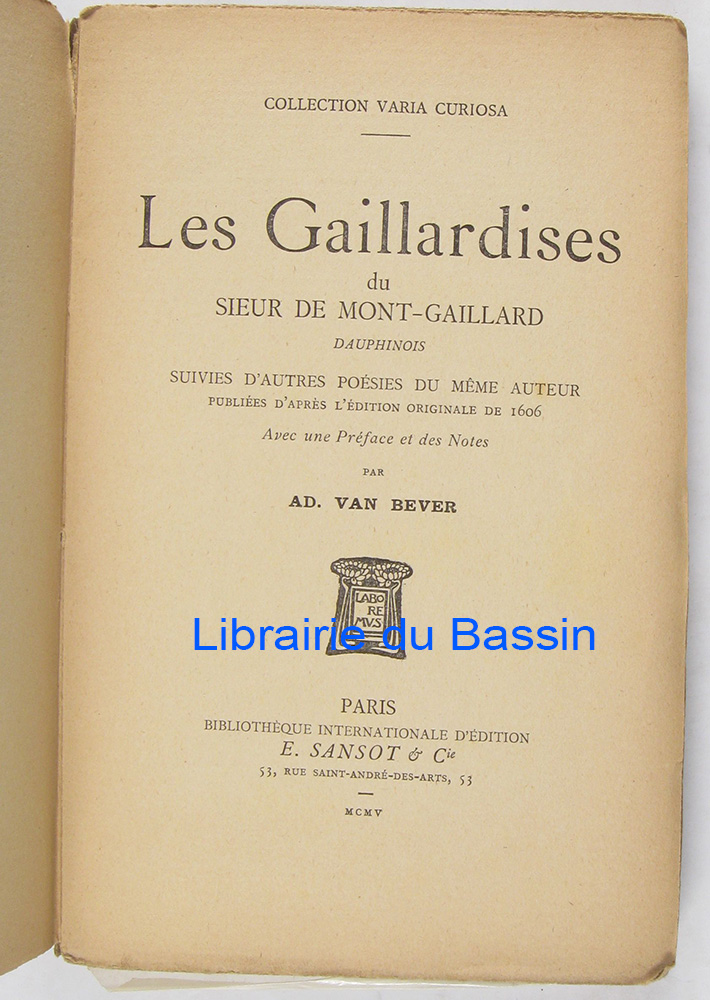 COLLECTION VARIA CURIOSA
Les Gaillardises
du
SIEUR DE MONT-GAILLARD
DAUPHINOIS
SUIVIES D'AUTRES POÉSIES DU MÊME AUTEUR
PUBLIÉES D'APRÈS L'ÉDITION ORIGINALE DE 1606
Avec une Préface et des Notes
PAR
AD. VAN BEVER
LABO
RE
MVS
Librairie du Bassin
PARIS
BIBLIOTHÈQUE INTERNATIONALE D'ÉDITION
E. SANSOT & Cie
53, RUE SAINT-ANDRÉ-DES-ARTS, 53
MCMV